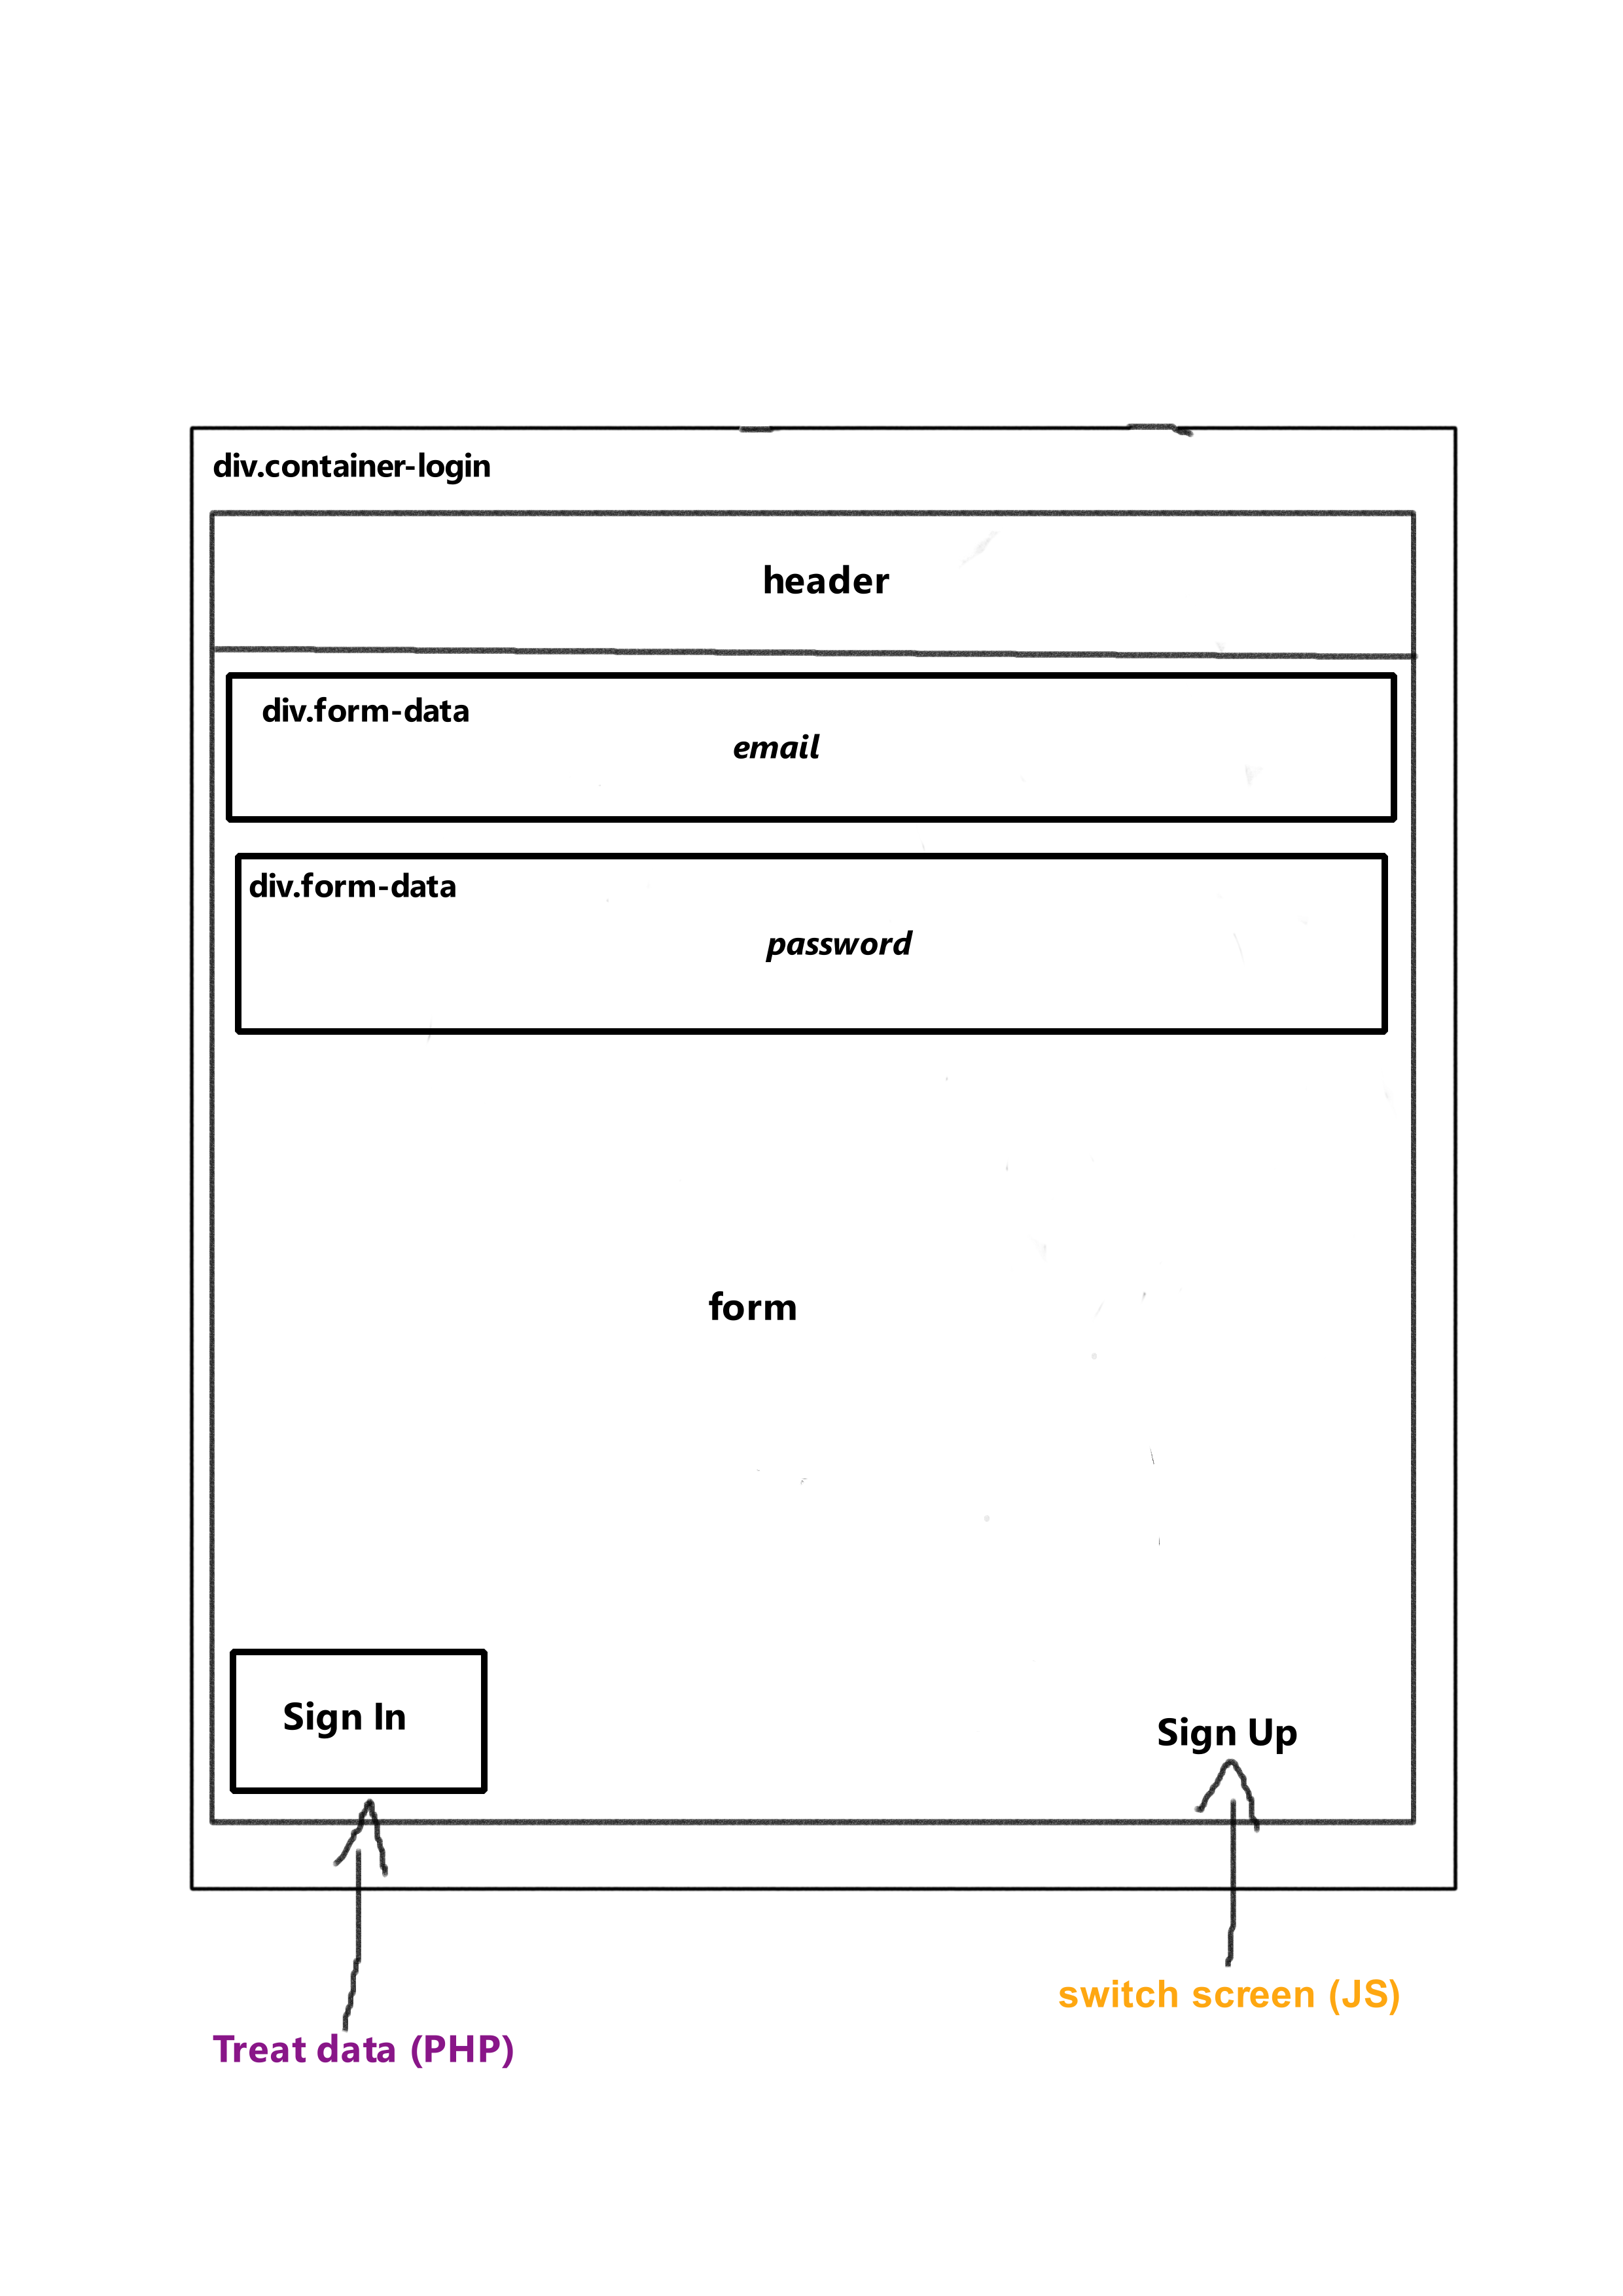 div.container-login
header
div.form-data
email
div.form-data
password
form
Sign In
Sign Up
switch screen (JS)
Treat data (PHP)